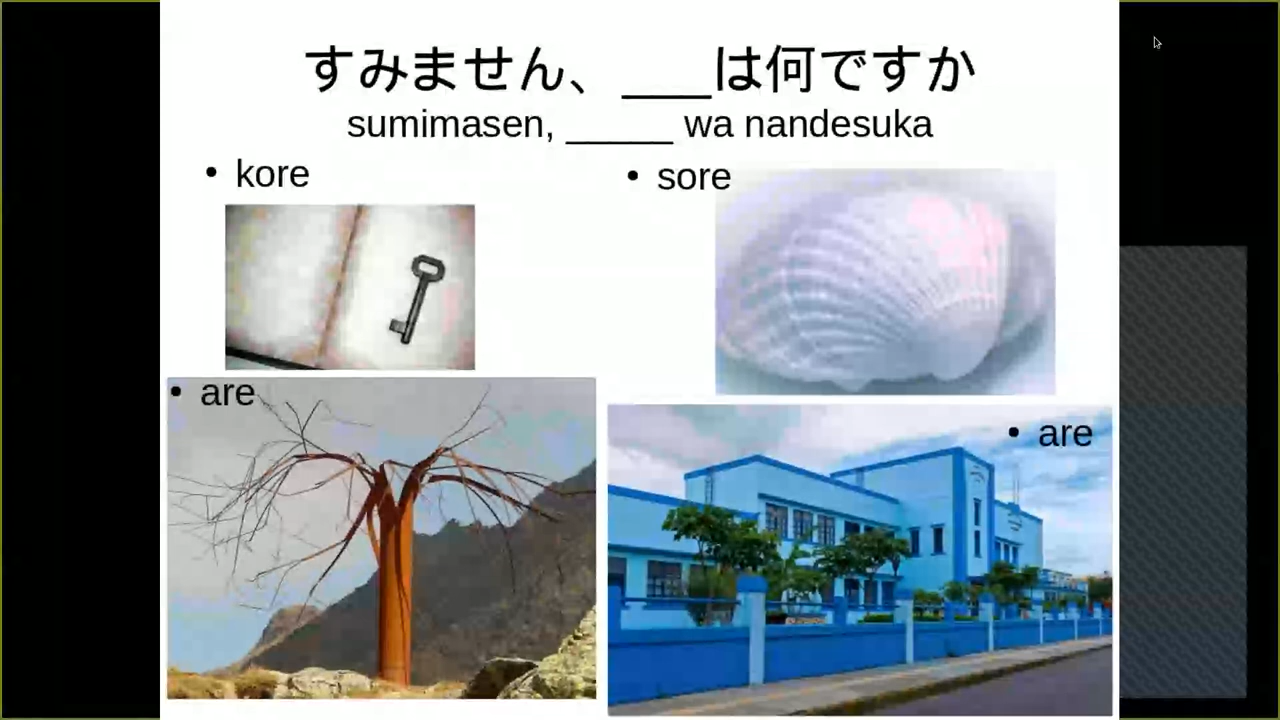 すみません、___は何ですか
sumimasen, _____ wa nandesuka
• kore
• sore
• are
• are